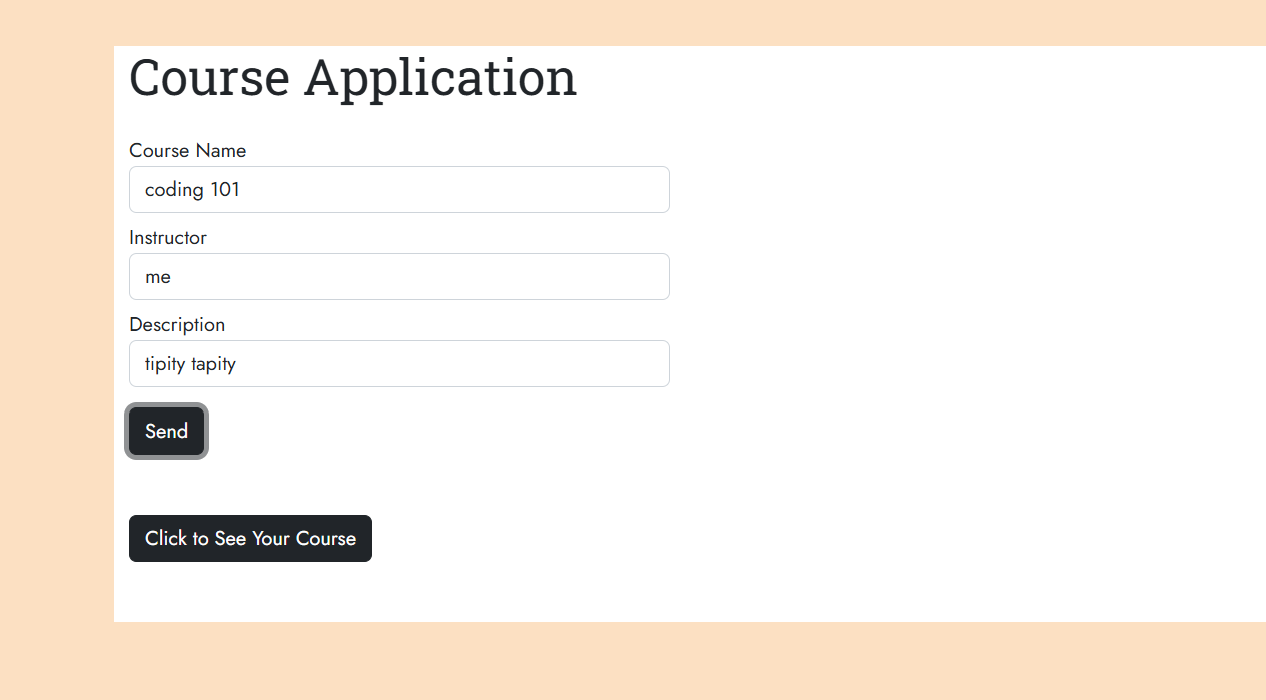 Course Application
Course Name
coding 101
Instructor
me
Description
tipity tapity
Send
Click to See Your Course